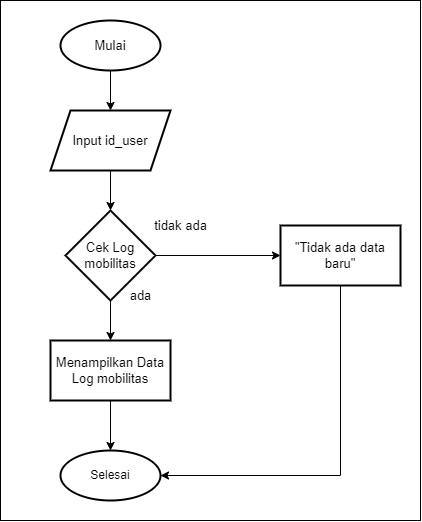 Mulai
Input id_user
tidak ada
Cek Log
mobilitas
"Tidak ada data
baru"
ada
Menampilkan Data
Log mobilitas
Selesai